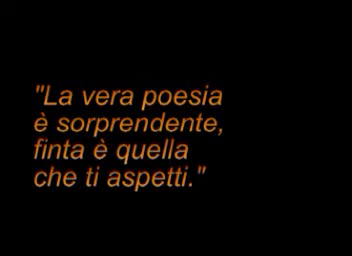 "La vera poesia
è sorprendente,
finta è quella
che ti aspetti."